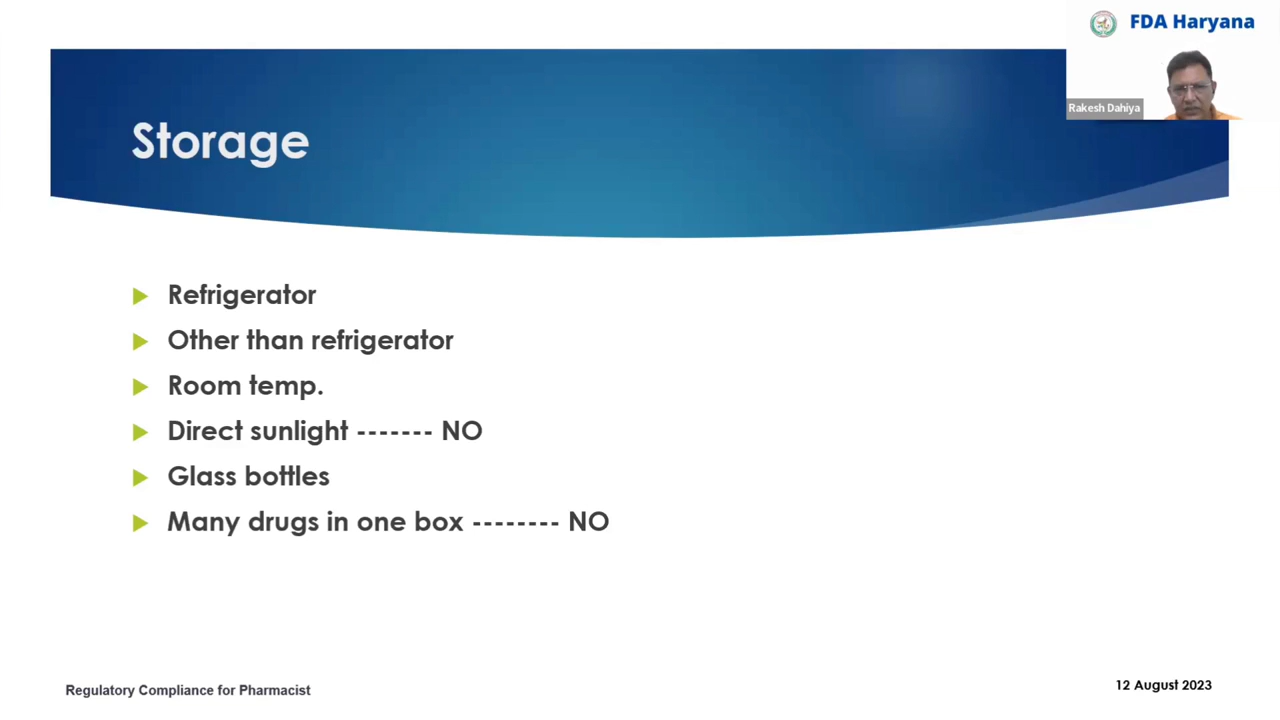 FDA Haryana
Rakesh Dahiya
Storage
Refrigerator
Other than refrigerator
Room temp.
Direct sunlight ------- NO
Glass bottles
Many drugs in one box -------- NO
Regulatory Compliance for Pharmacist
12 August 2023